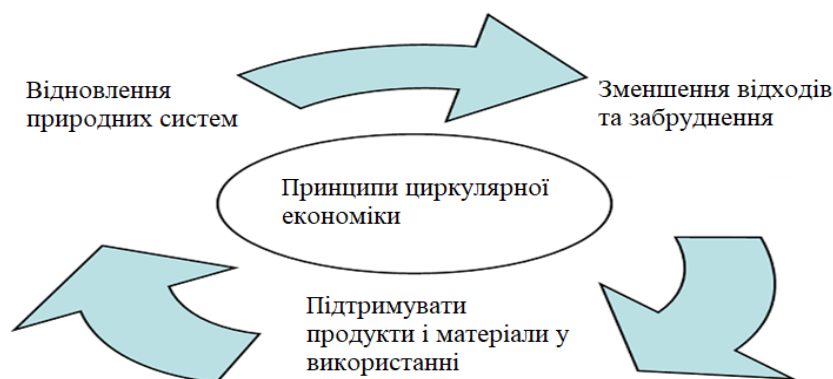 Відновлення
природних систем
Зменшення відходів
та забруднення
Принципи циркулярної
економіки
Підтримувати
продукти і матеріали у
використанні